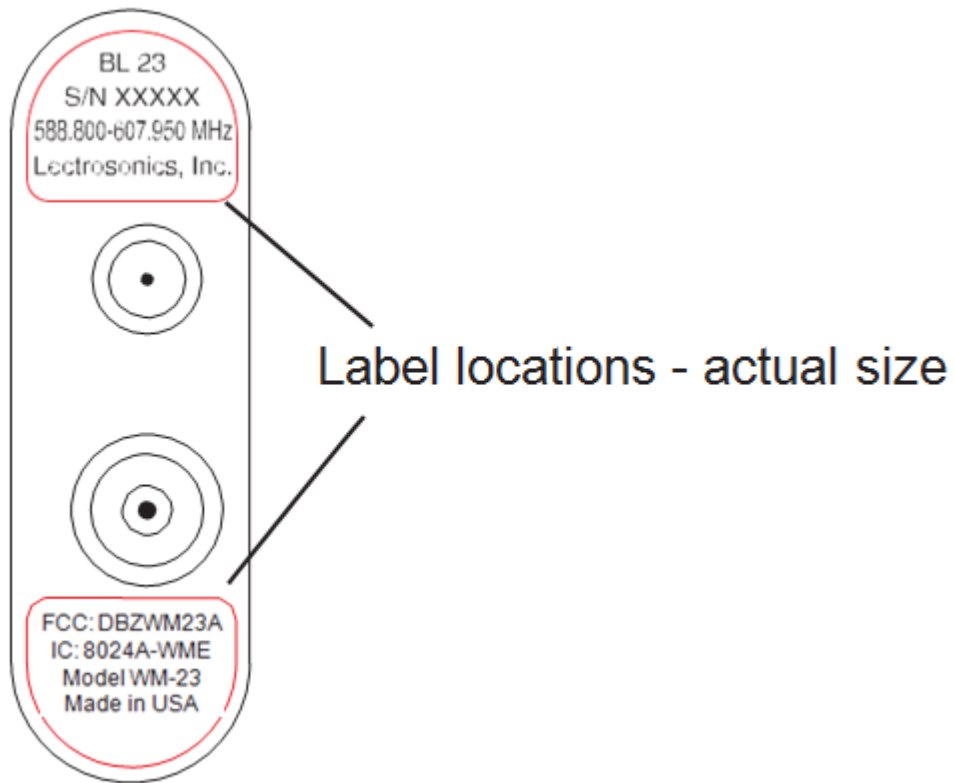 BL 23
S/N XXXXX
588.800-607.950 MHz
Lectrosonics, Inc.
Label locations - actual size
FCC: DBZWM23A
IC: 8024A-WME
Model WM-23
Made in USA